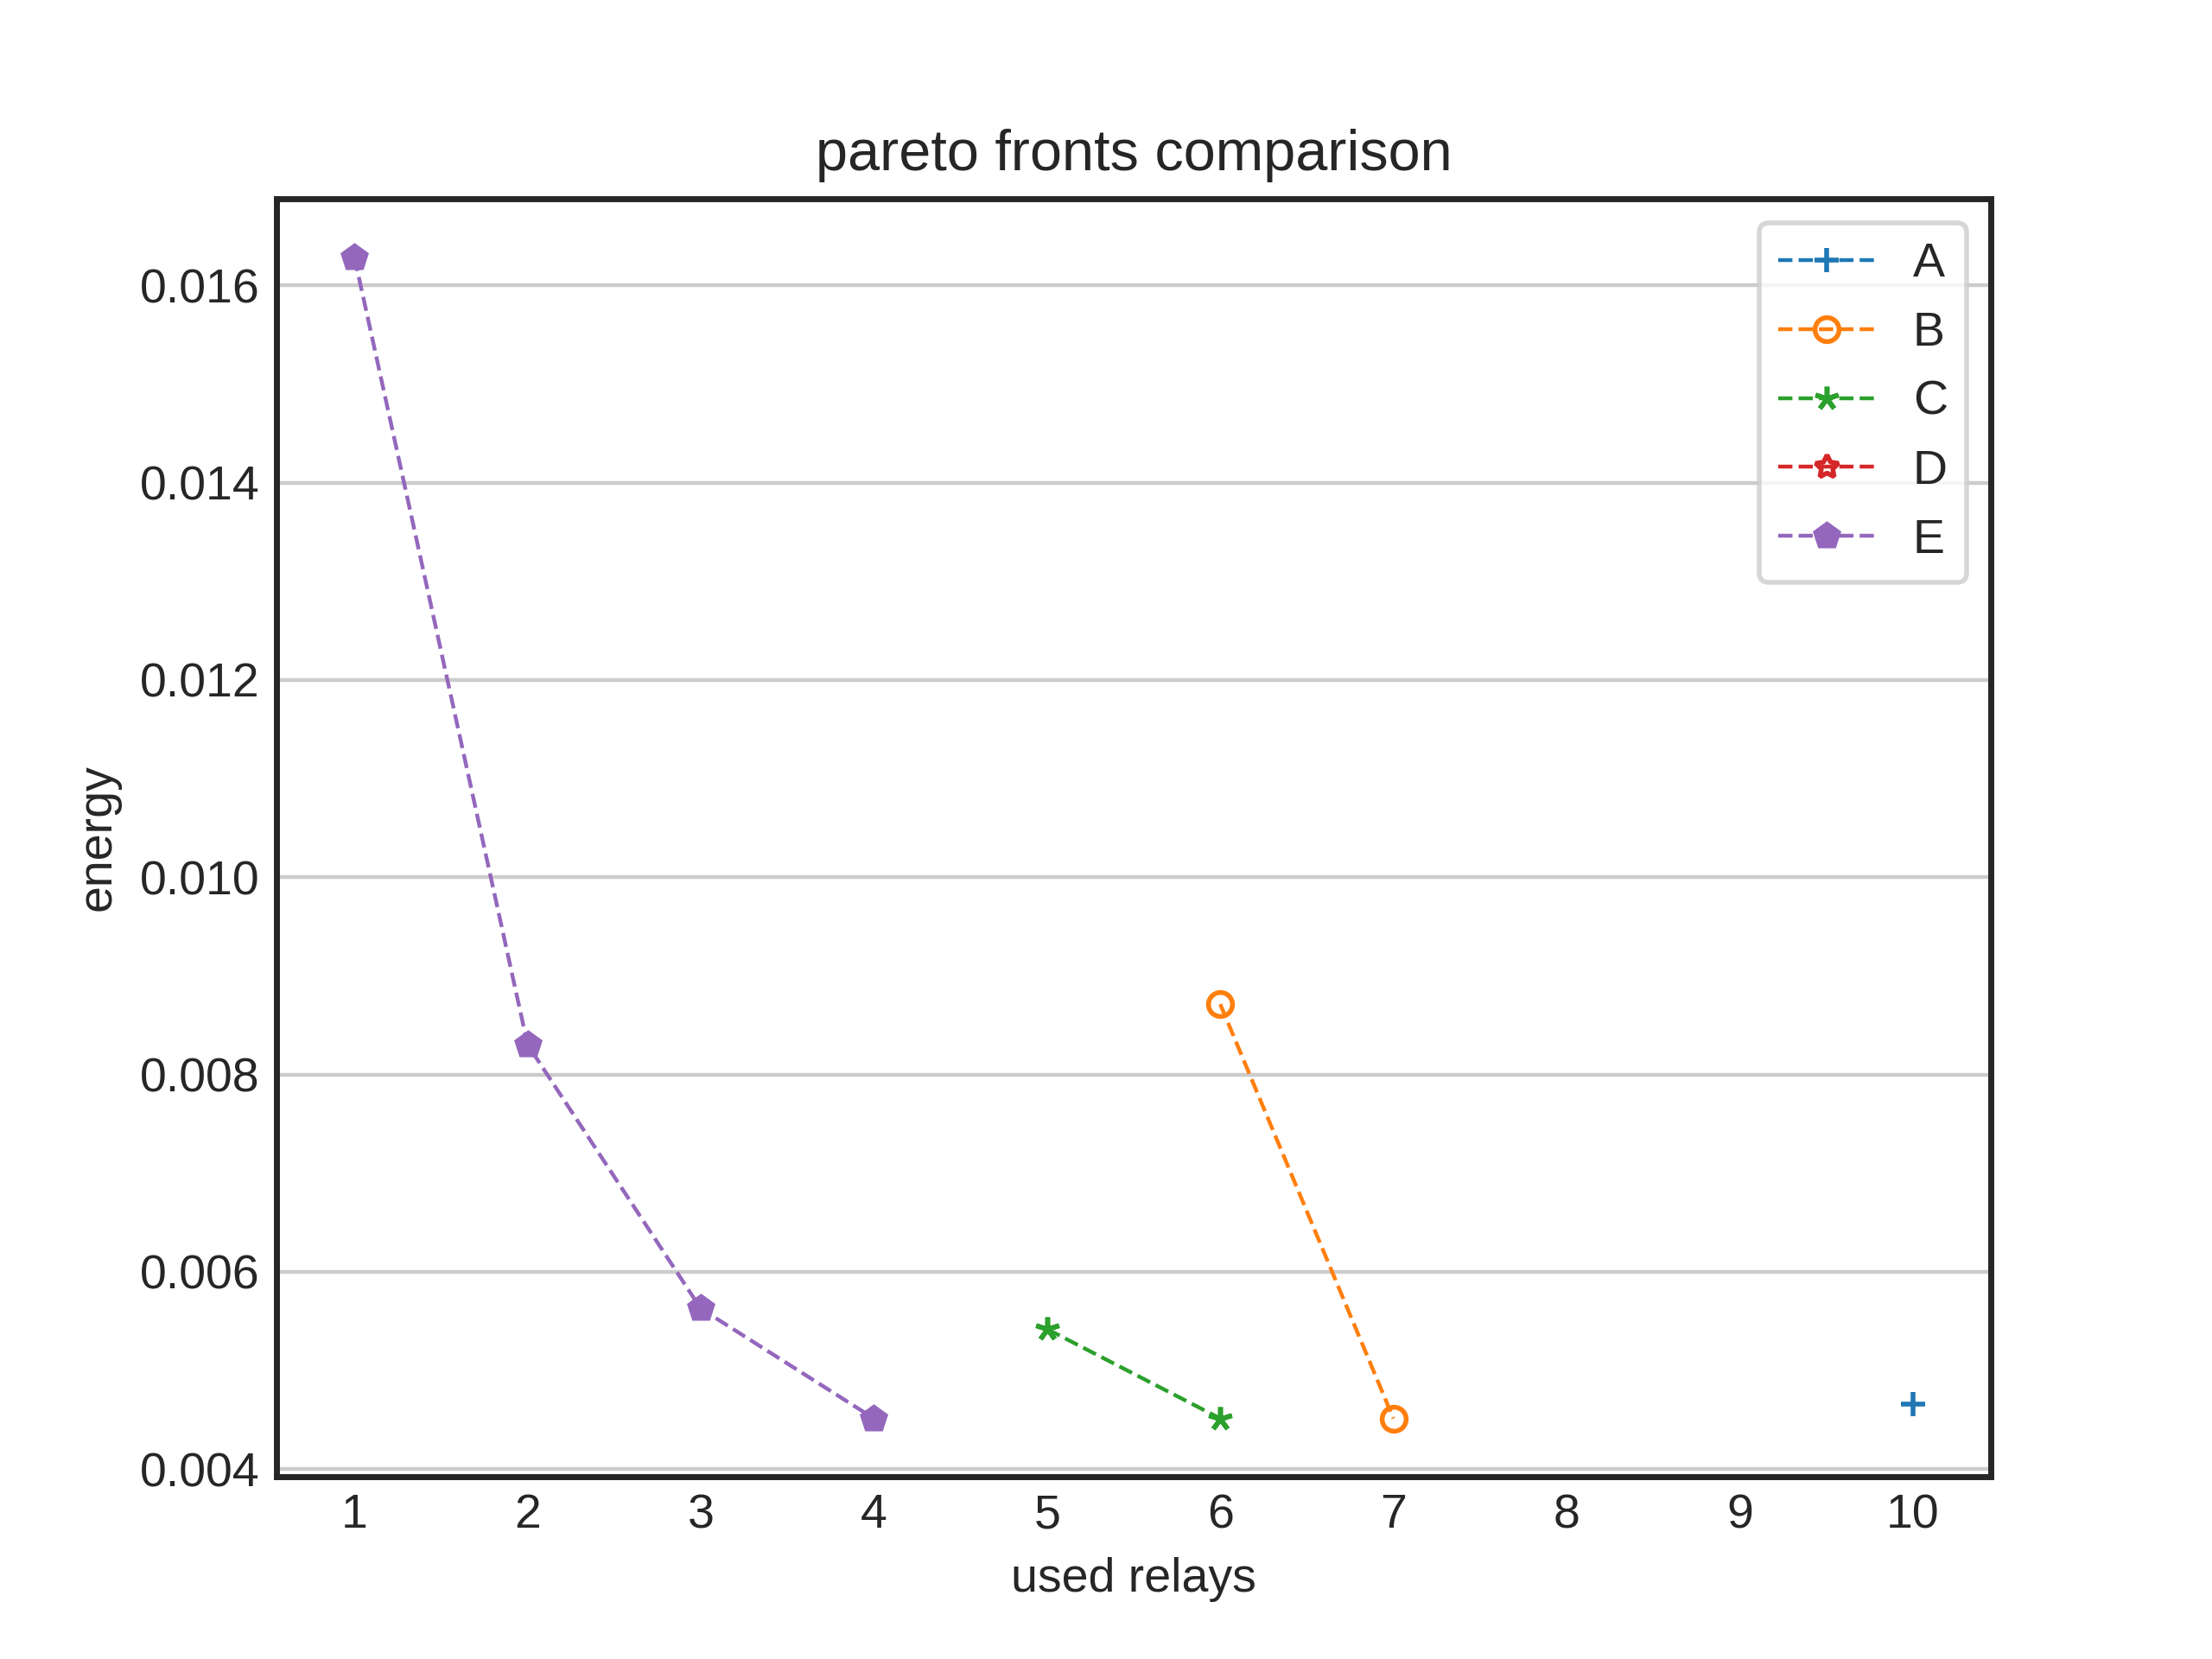 pareto fronts comparison
A
B
C
D
E
0.016
0.014
0.012
0.010
0.008
0.006
0.004
energy
1 2 3 4 5 6 7 8 9 10
used relays